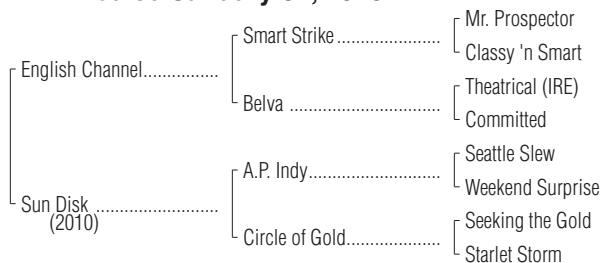 Smart Strike
Mr. Prospector
Classy 'n Smart
English Channel
Belva
Theatrical (IRE)
Committed
Sun Disk
(2010)
A.P. Indy
Seattle Slew
Weekend Surprise
Circle of Gold
Seeking the Gold
Starlet Storm